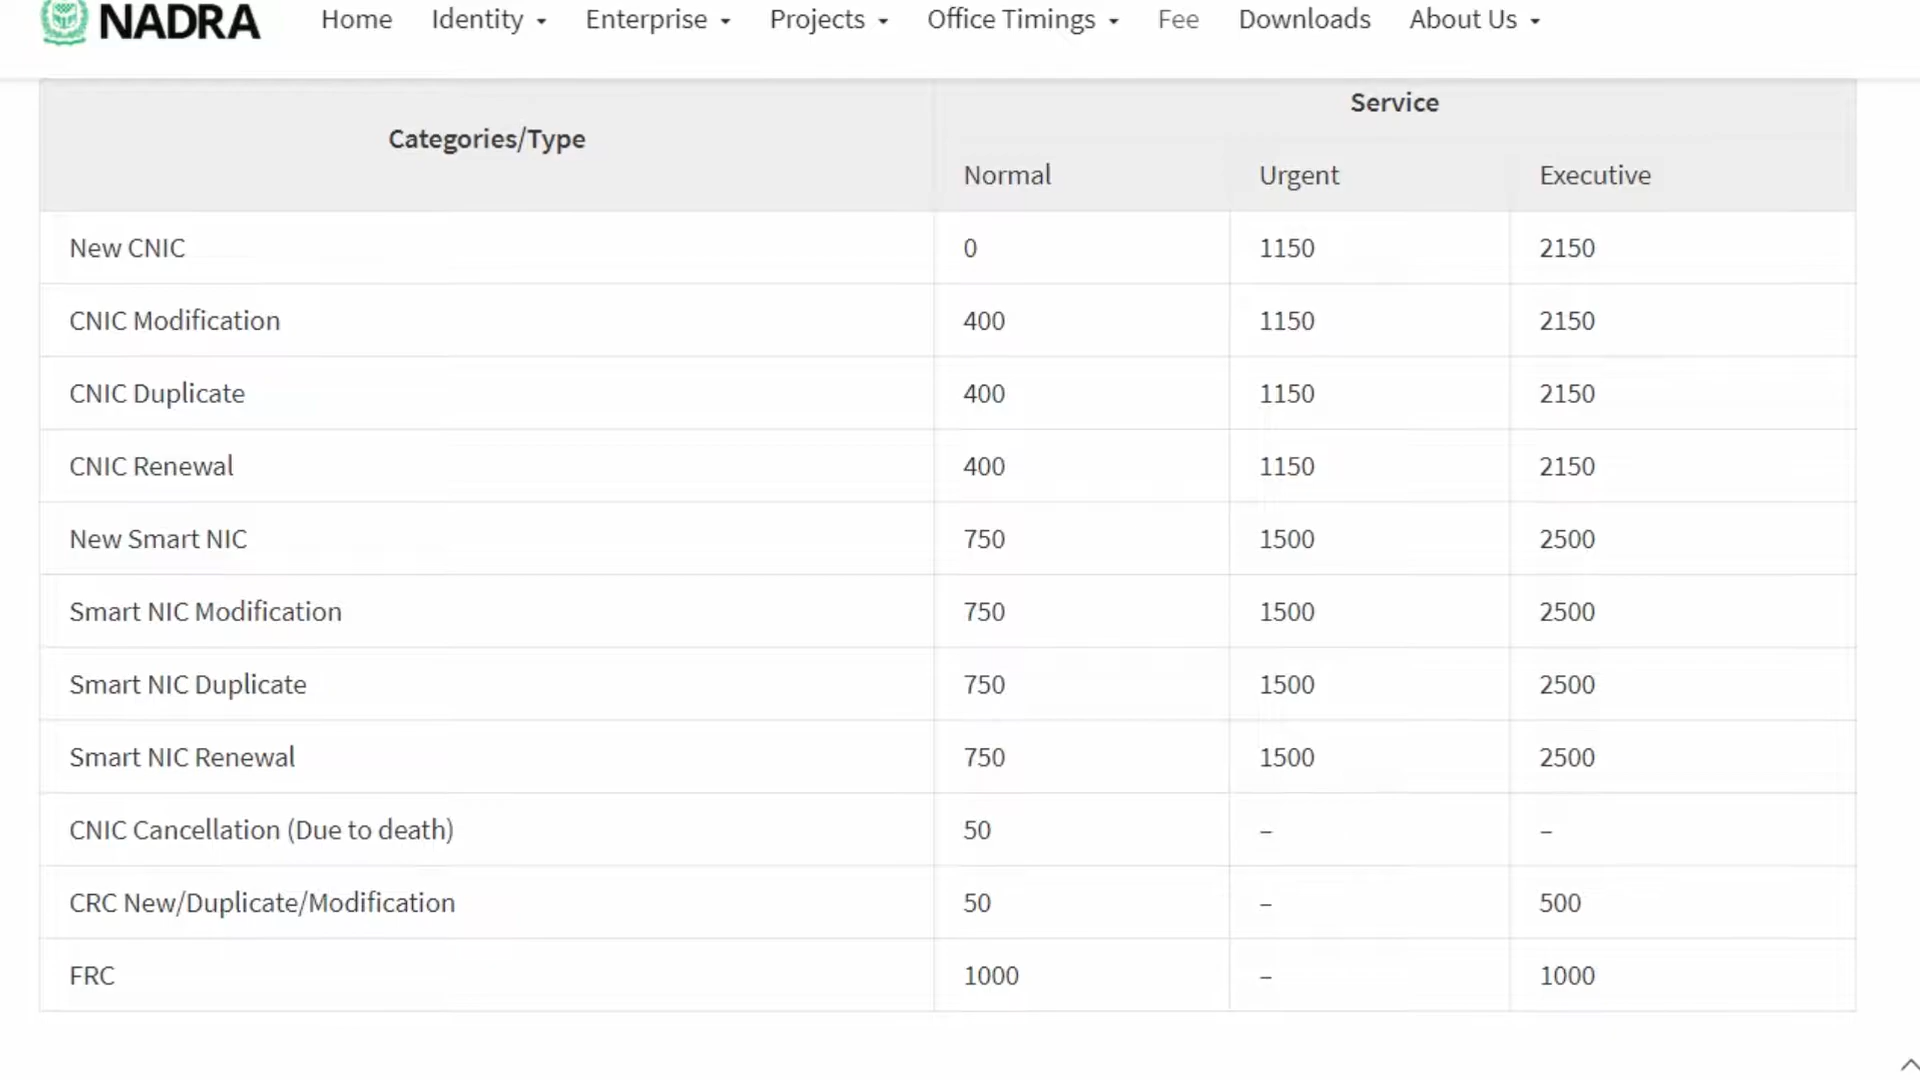 NADRA Home Identity Enterprise Projects Office Timings Fee Downloads About Us
Service
Categories/Type
Normal Urgent Executive
New CNIC 0 1150 2150
CNIC Modification 400 1150 2150
CNIC Duplicate 400 1150 2150
CNIC Renewal 400 1150 2150
New Smart NIC 750 1500 2500
Smart NIC Modification 750 1500 2500
Smart NIC Duplicate 750 1500 2500
Smart NIC Renewal 750 1500 2500
CNIC Cancellation (Due to death) 50 – –
CRC New/Duplicate/Modification 50 – 500
FRC 1000 – 1000